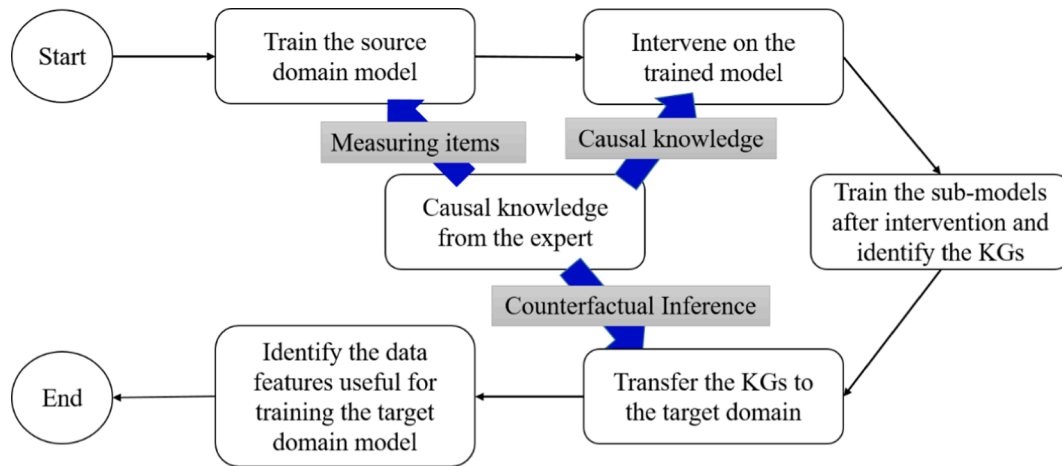 Start
Train the source
domain model
Intervene on the
trained model
Measuring items
Causal knowledge
Causal knowledge
from the expert
Train the sub-models
after intervention and
identify the KGs
Counterfactual Inference
End
Identify the data
features useful for
training the target
domain model
Transfer the KGs to
the target domain